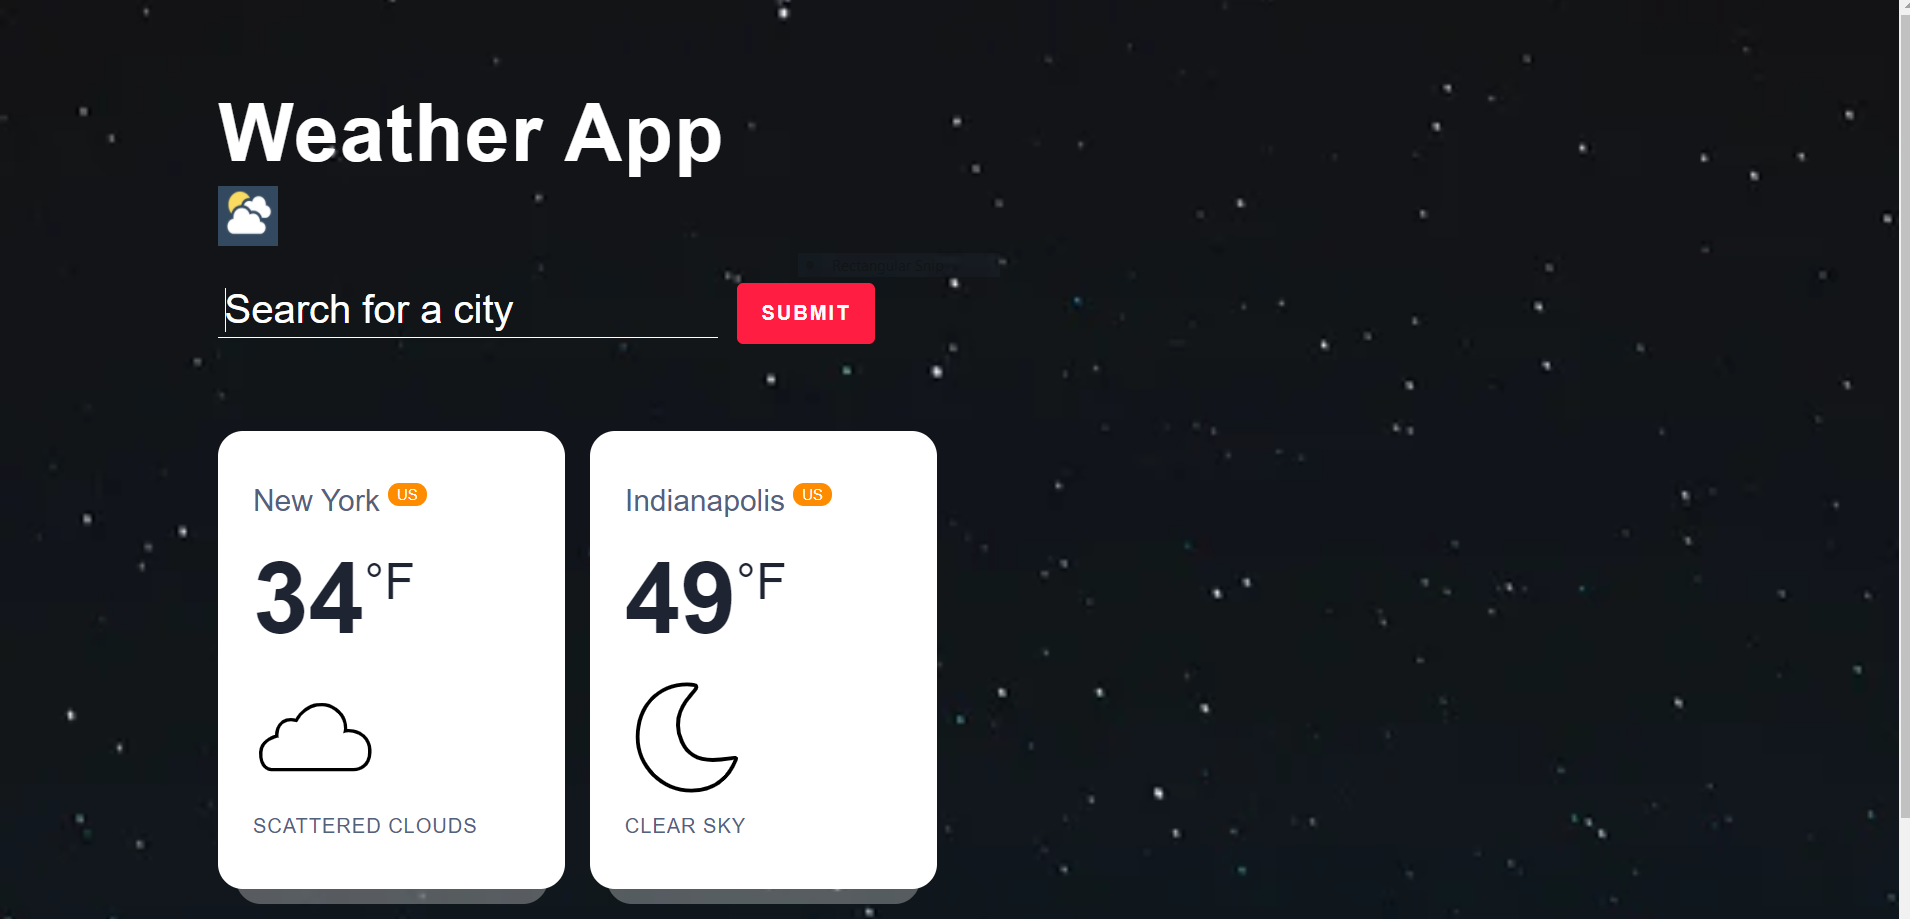 Weather App
Search for a city
SUBMIT
New York US
34°F
SCATTERED CLOUDS
Indianapolis US
49°F
CLEAR SKY